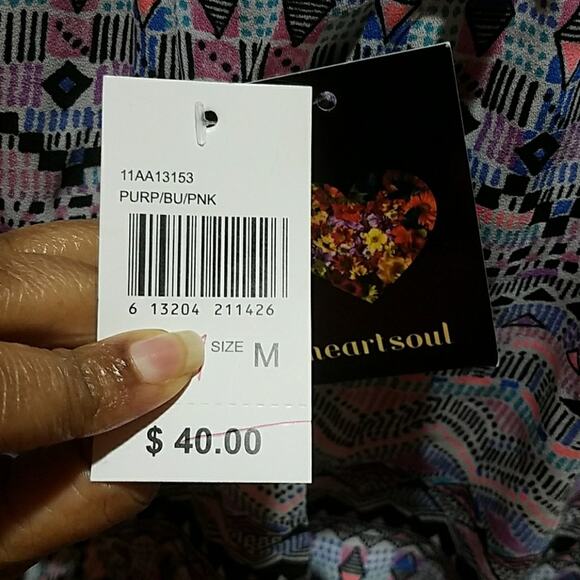 11AA13153
PURP/BU/PNK
6 13204 211426
SIZE M
$ 40.00
heartsoul